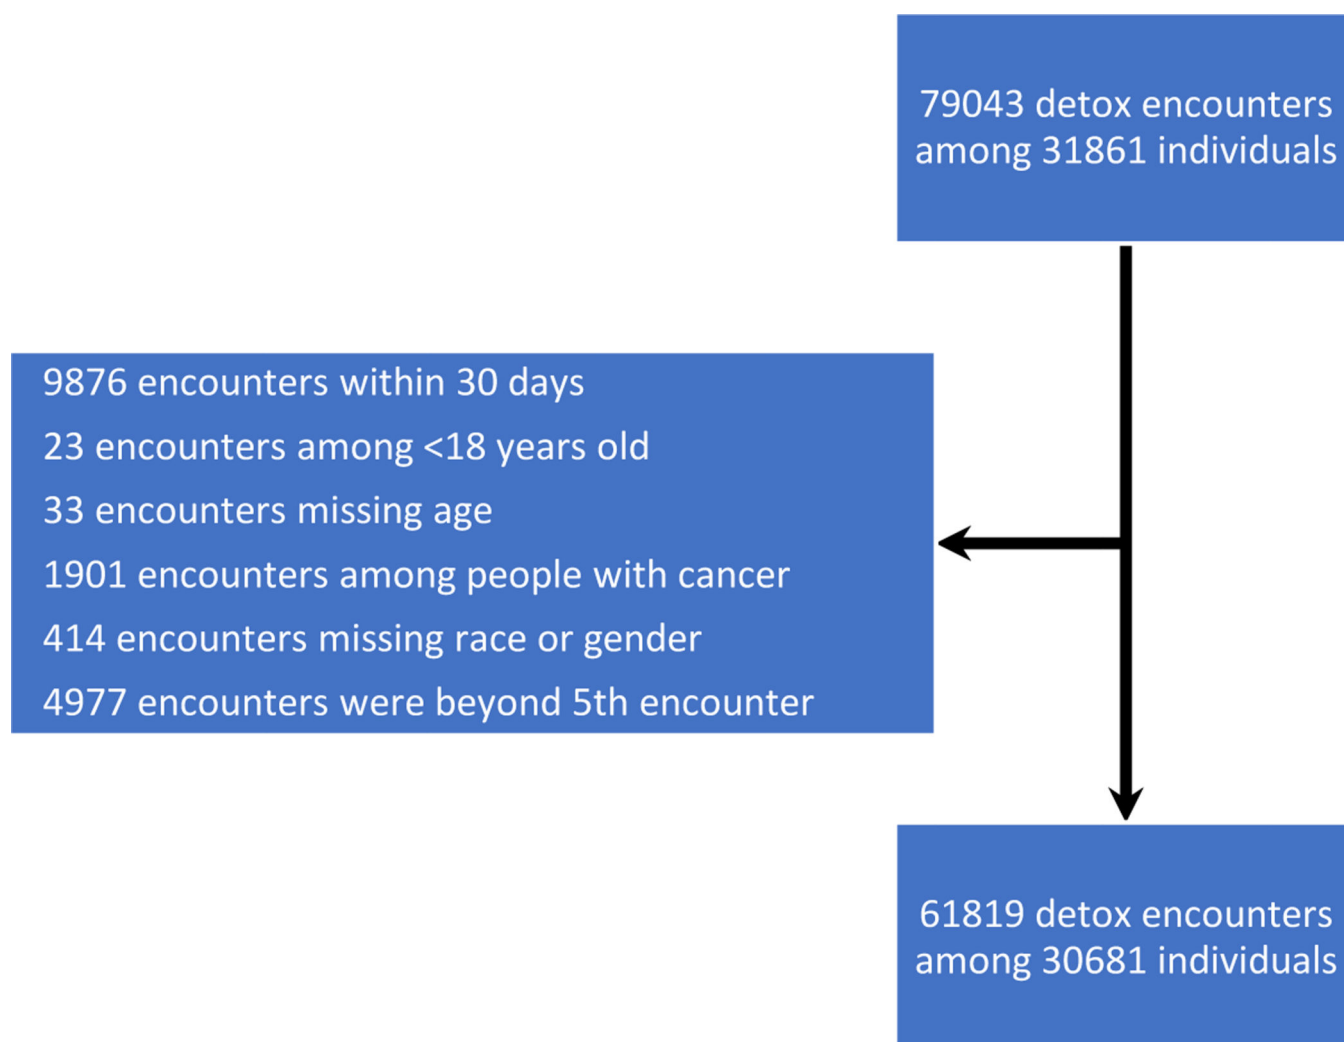 79043 detox encounters
among 31861 individuals
9876 encounters within 30 days
23 encounters among <18 years old
33 encounters missing age
1901 encounters among people with cancer
414 encounters missing race or gender
4977 encounters were beyond 5th encounter
61819 detox encounters
among 30681 individuals